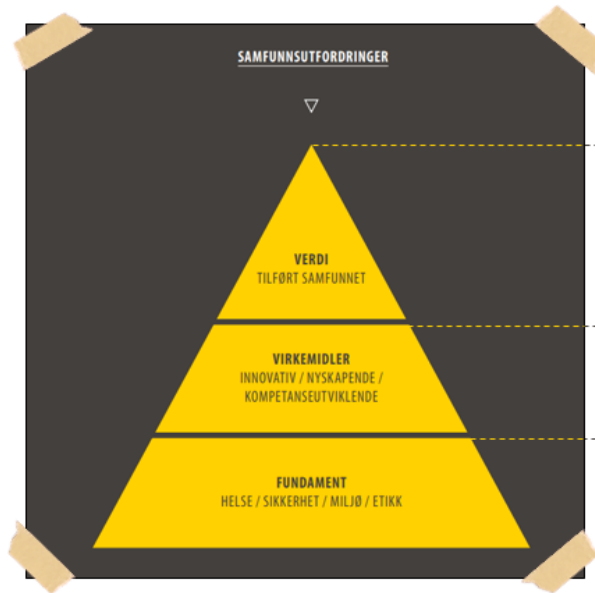 SAMFUNNSUTFORDRINGER
VERDI
TILFØRT SAMFUNNET
VIRKEMIDLER
INNOVATIV / NYSKAPENDE /
KOMPETANSEUTVIKLENDE
FUNDAMENT
HELSE / SIKKERHET / MILJØ / ETIKK